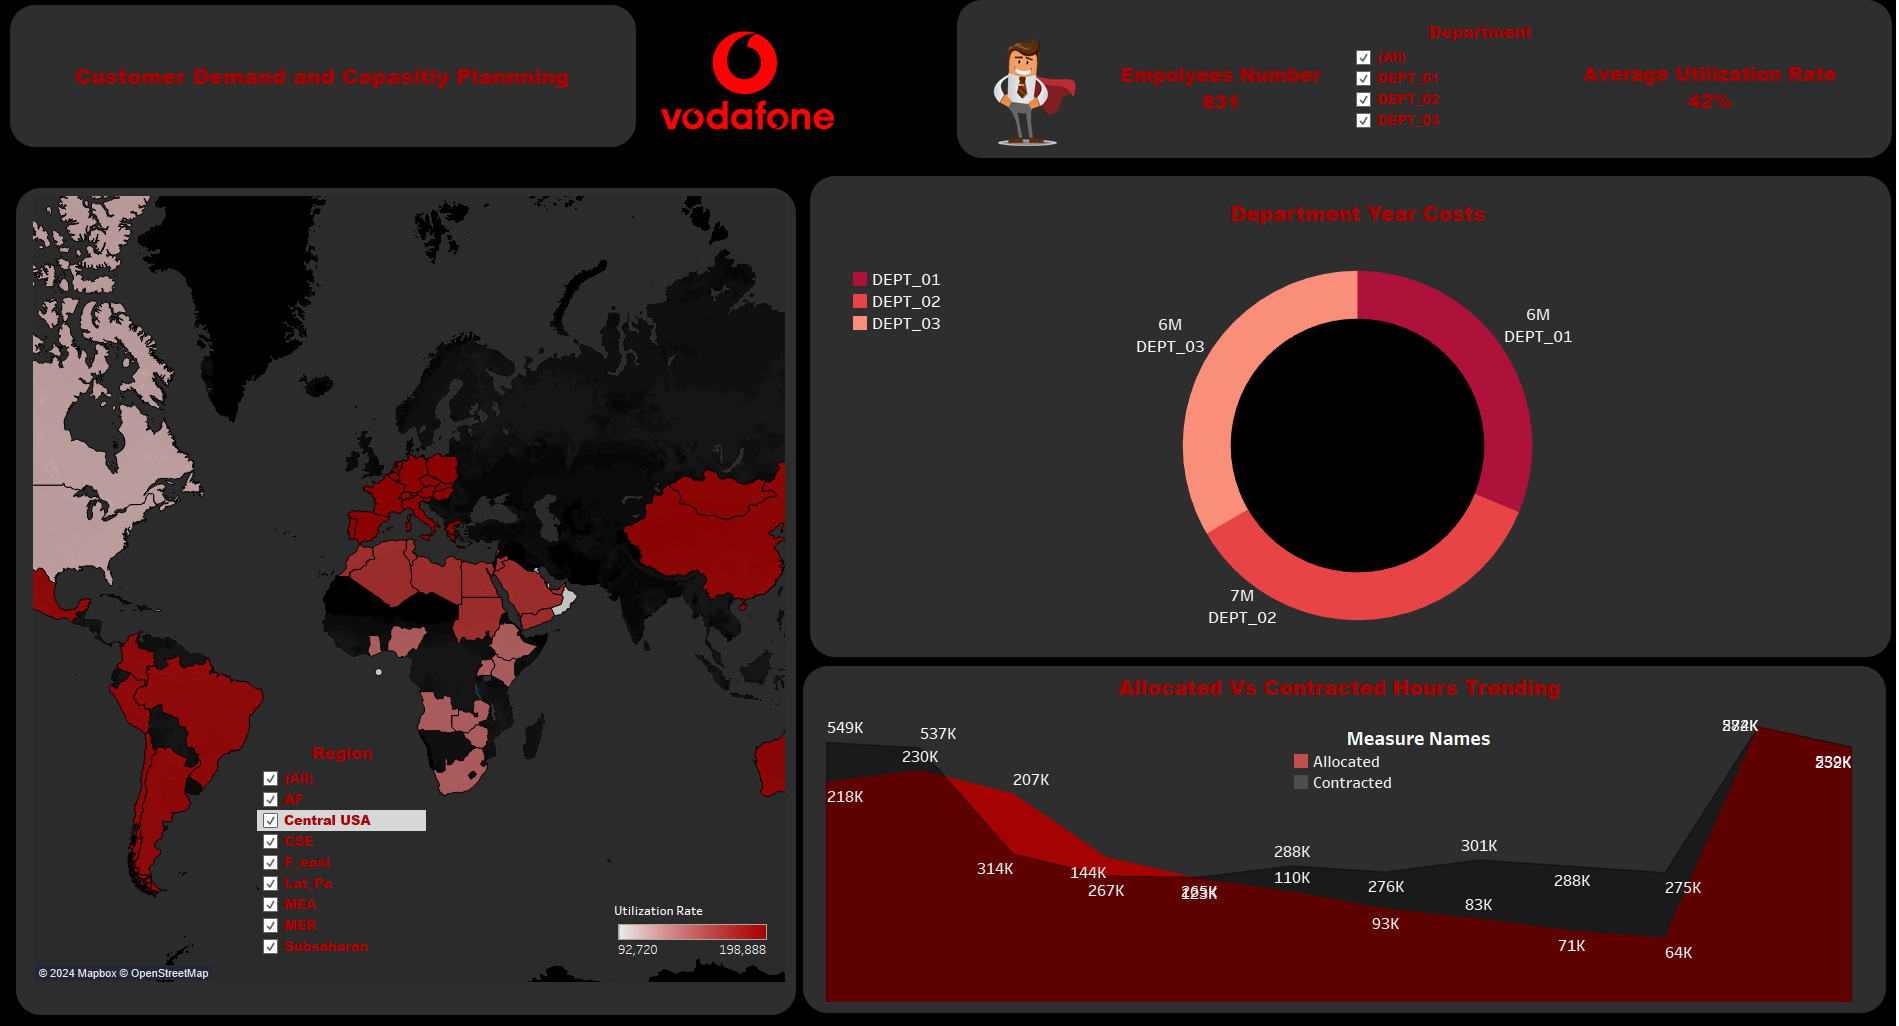 Customer Demand and Capasitiy Plannning
vodafone
Empolyees Number
831
Department
(All)
DEPT_01
DEPT_02
DEPT_03
Average Utilization Rate
42%
Region
(All)
AF
Central USA
CSE
F_east
Lat_Pa
MEA
MER
Subsaharan
Utilization Rate
92,720 198,888
© 2024 Mapbox © OpenStreetMap
Department Year Costs
DEPT_01
DEPT_02
DEPT_03
6M
DEPT_03
6M
DEPT_01
7M
DEPT_02
Allocated Vs Contracted Hours Trending
Measure Names
Allocated
Contracted
549K
537K
230K
218K
207K
314K
144K
267K
288K
110K
276K
93K
301K
83K
288K
71K
275K
64K